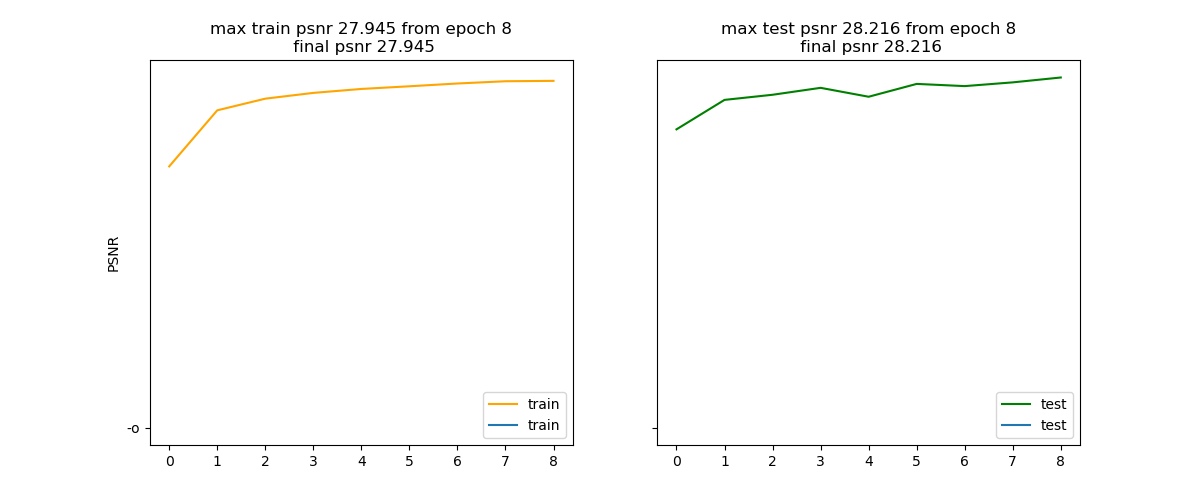 max train psnr 27.945 from epoch 8
final psnr 27.945
PSNR
-o
0 1 2 3 4 5 6 7 8
train
train
max test psnr 28.216 from epoch 8
final psnr 28.216
0 1 2 3 4 5 6 7 8
test
test